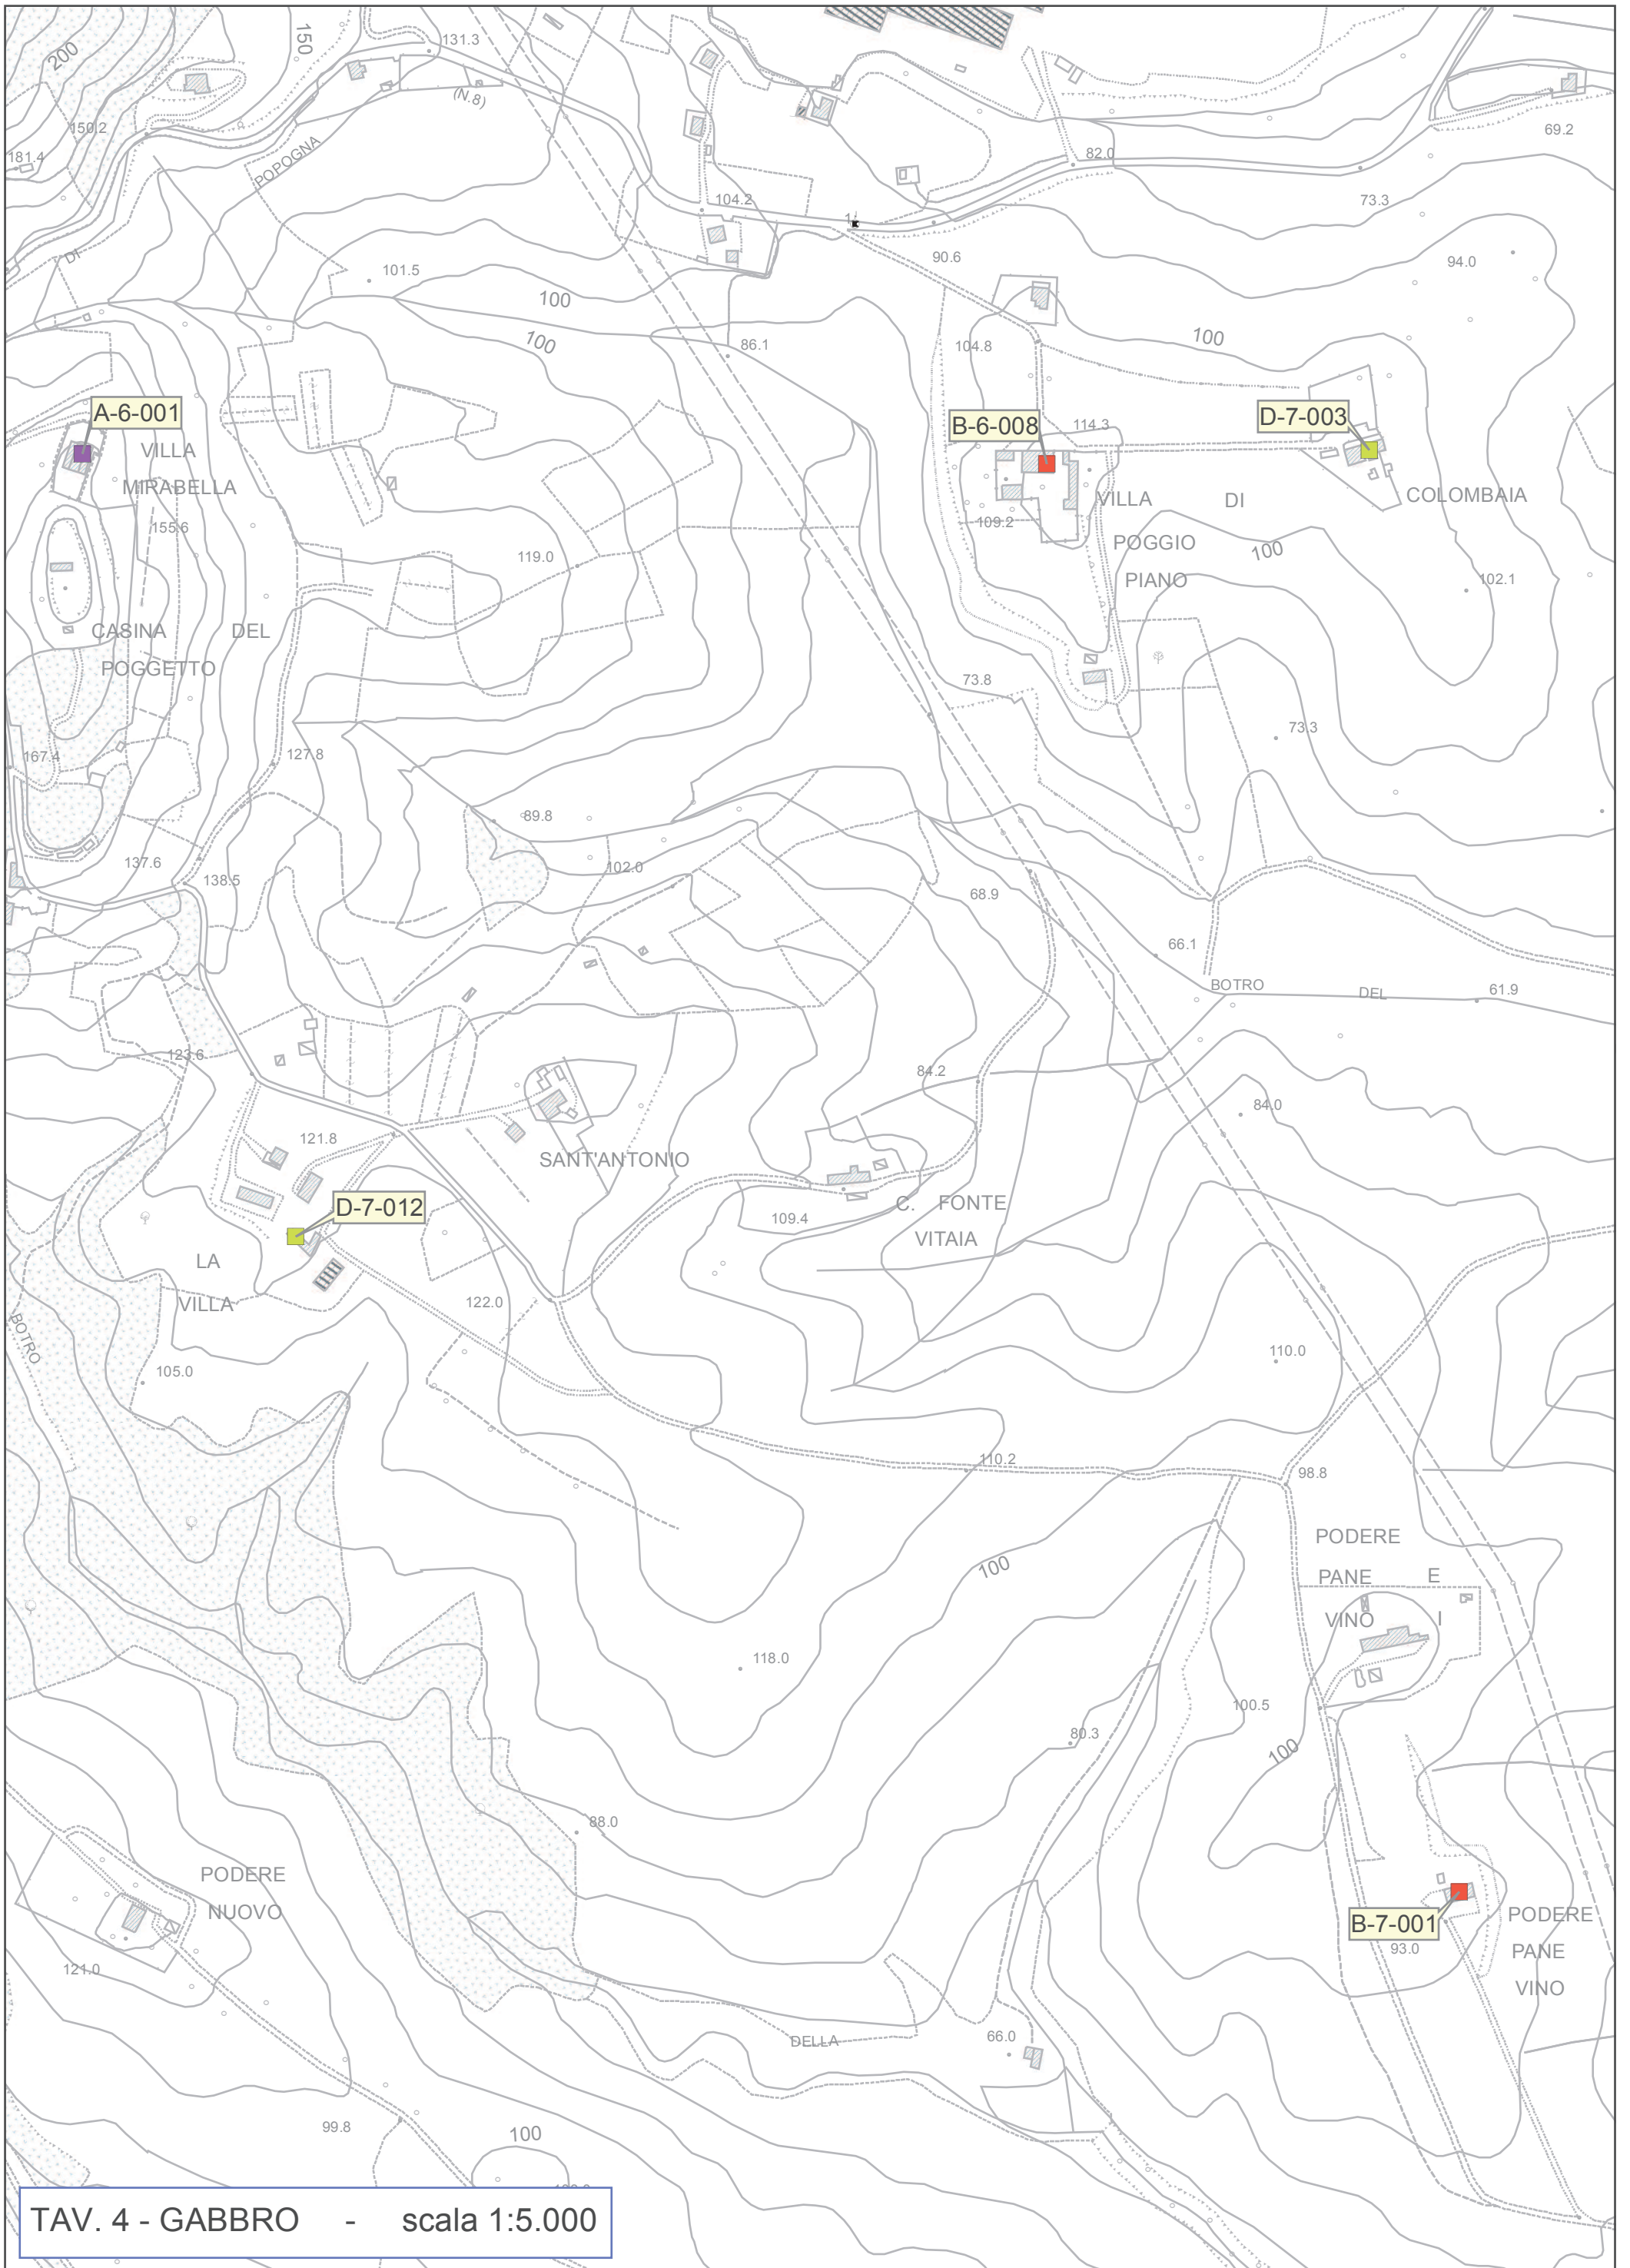 200
150
131.3
(N.8)
150.2
181.4
POPOGNA
DI
69.2
82.0
104.2
73.3
101.5
90.6
94.0
100
100
100
86.1
104.8
A-6-001
B-6-008
114.3
D-7-003
VILLA
MIRABELLA
COLOMBAIA
VILLA DI
POGGIO
PIANO
109.2
155.6
119.0
100
102.1
CASINA DEL
POGGETTO
73.8
73.3
167.4
127.8
89.8
102.0
137.6
138.5
68.9
66.1
BOTRO DEL
61.9
123.6
84.2
84.0
121.8
SANT'ANTONIO
D-7-012
109.4
C. FONTE
VITAIA
LA
VILLA
122.0
BOTRO
105.0
110.0
110.2
98.8
PODERE
PANE E
VINO I
100
118.0
100.5
80.3
100
88.0
PODERE
NUOVO
B-7-001
93.0
PODERE
PANE
VINO
121.0
DELLA
66.0
99.8
100
TAV. 4 - GABBRO - scala 1:5.000